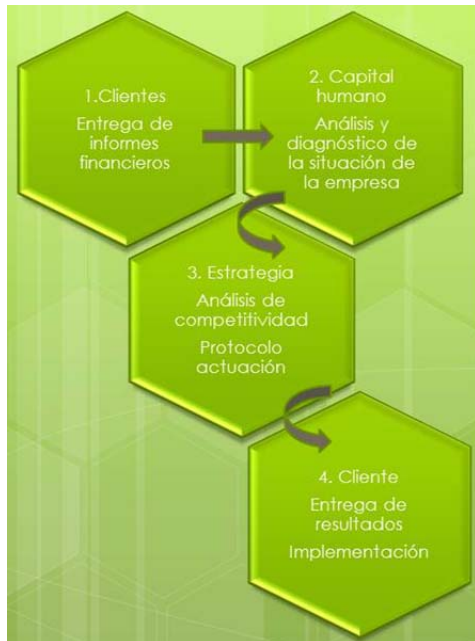 1.Clientes
Entrega de
informes
financieros
2. Capital
humano
Análisis y
diagnóstico de
la situación de
la empresa
3. Estrategia
Análisis de
competitividad
Protocolo
actuación
4. Cliente
Entrega de
resultados
Implementación